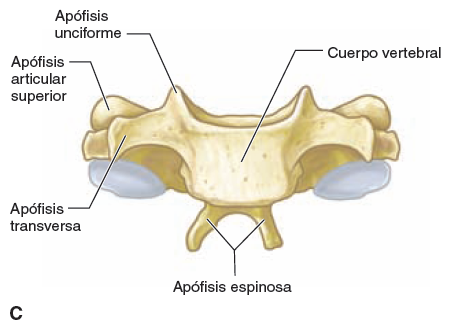 Apófisis
unciforme
Cuerpo vertebral
Apófisis
articular
superior
Apófisis
transversa
Apófisis espinosa
C